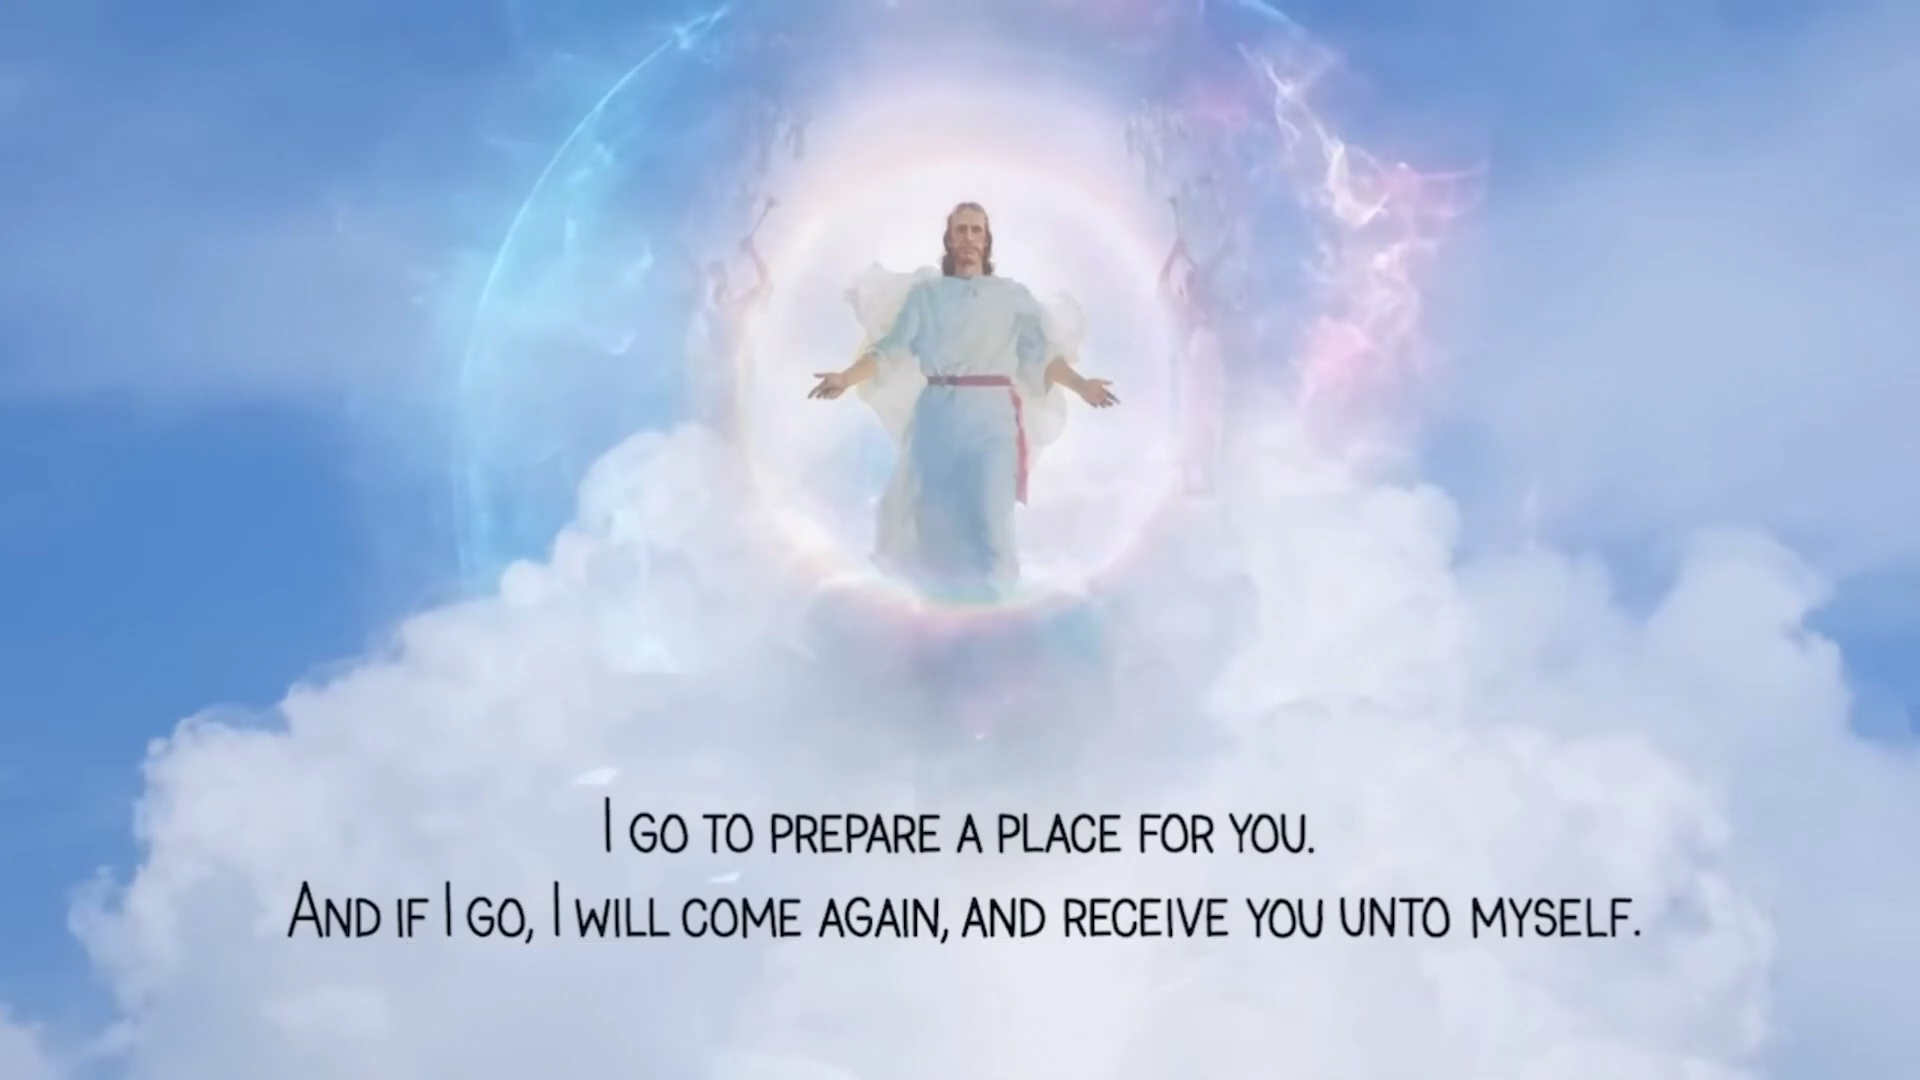 I GO TO PREPARE A PLACE FOR YOU.
AND IF I GO, I WILL COME AGAIN, AND RECEIVE YOU UNTO MYSELF.